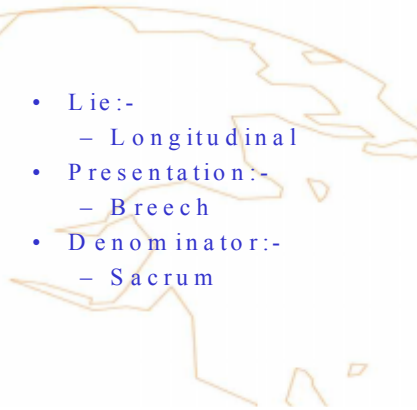 • Lie:-
– Longitudinal
• Presentation:-
– Breech
• Denominator:-
– Sacrum